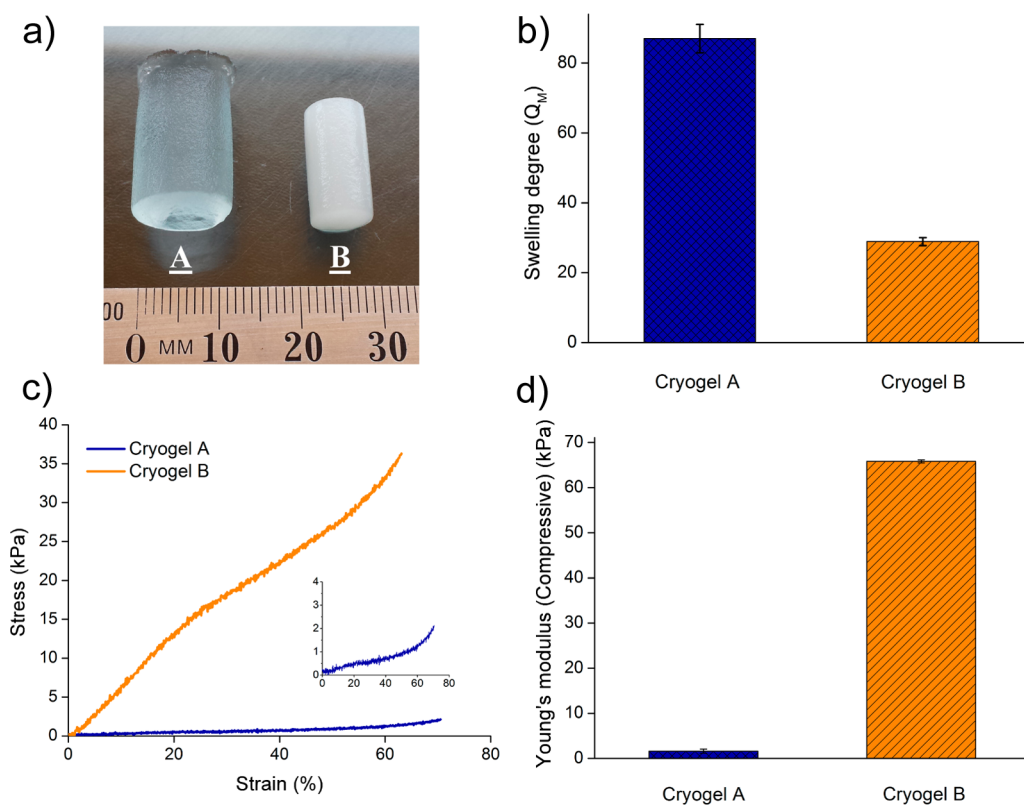 a)
A
B
00
0 MM 10 20 30
b)
Swelling degree (Q_M)
80
60
40
20
0
Cryogel A
Cryogel B
c)
Cryogel A
Cryogel B
Stress (kPa)
40
35
30
25
20
15
10
5
0
0 20 40 60 80
Strain (%)
4
3
2
1
0
0 20 40 60 80
d)
Young's modulus (Compressive) (kPa)
70
60
50
40
30
20
10
0
Cryogel A
Cryogel B